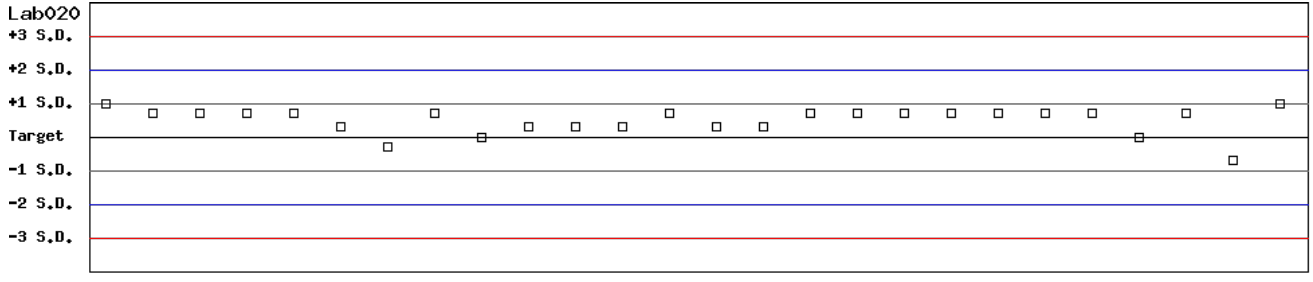 Lab020
+3 S.D.
+2 S.D.
+1 S.D.
Target
-1 S.D.
-2 S.D.
-3 S.D.